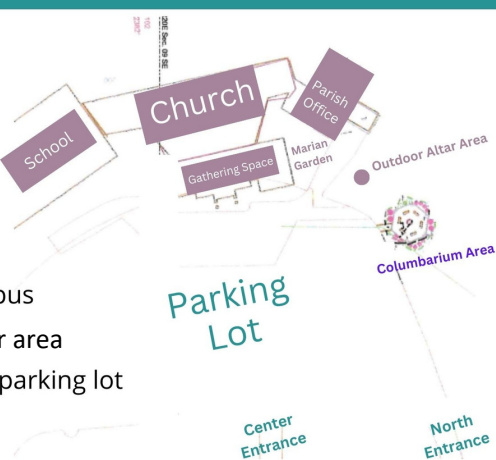 Church
Parish
Office
School
Gathering Space
Marian
Garden
Outdoor Altar Area
Columbarium Area
Parking
Lot
r area
parking lot
Center
Entrance
North
Entrance